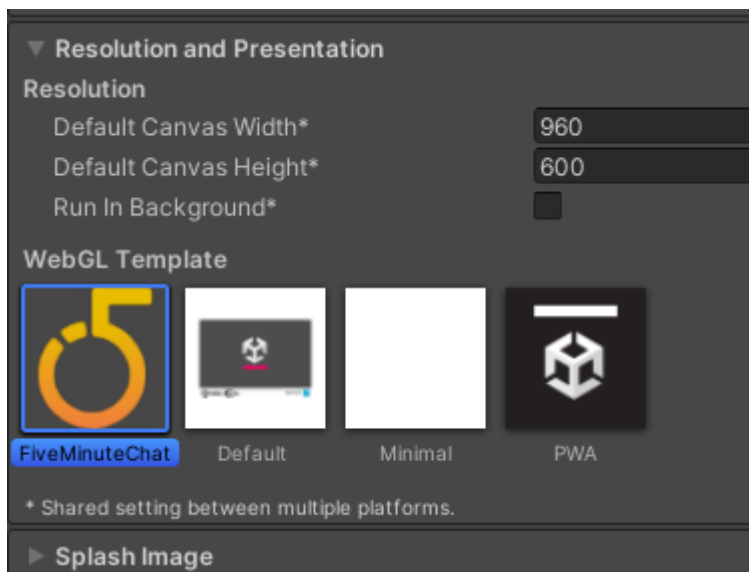 Resolution and Presentation
Resolution
Default Canvas Width* 960
Default Canvas Height* 600
Run In Background*
WebGL Template
FiveMinuteChat Default Minimal PWA
* Shared setting between multiple platforms.
Splash Image